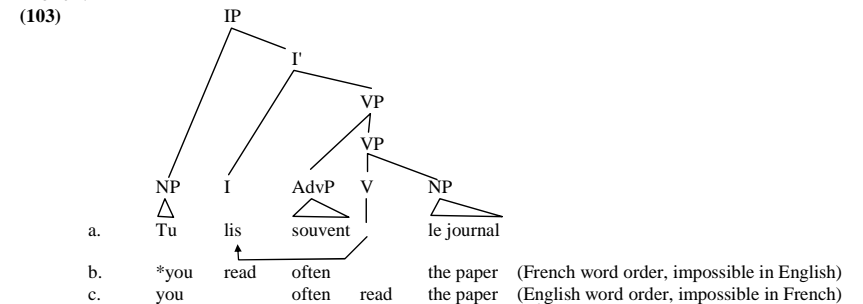 (103) IP
I'
VP
VP
NP I AdvP V NP
a. Tu lis souvent le journal
b. *you read often the paper (French word order, impossible in English)
c. you often read the paper (English word order, impossible in French)